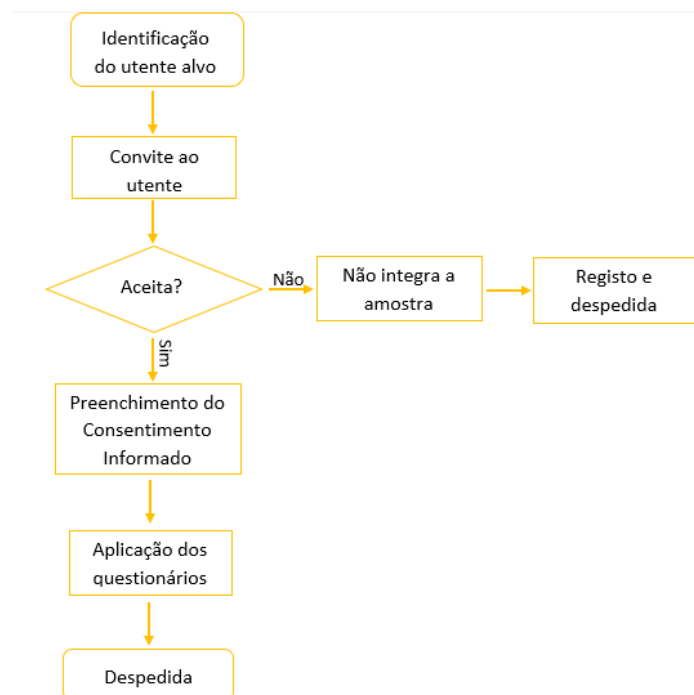 Identificação
do utente alvo
Convite ao
utente
Aceita?
Não
Não integra a
amostra
Registo e
despedida
Sim
Preenchimento do
Consentimento
Informado
Aplicação dos
questionários
Despedida